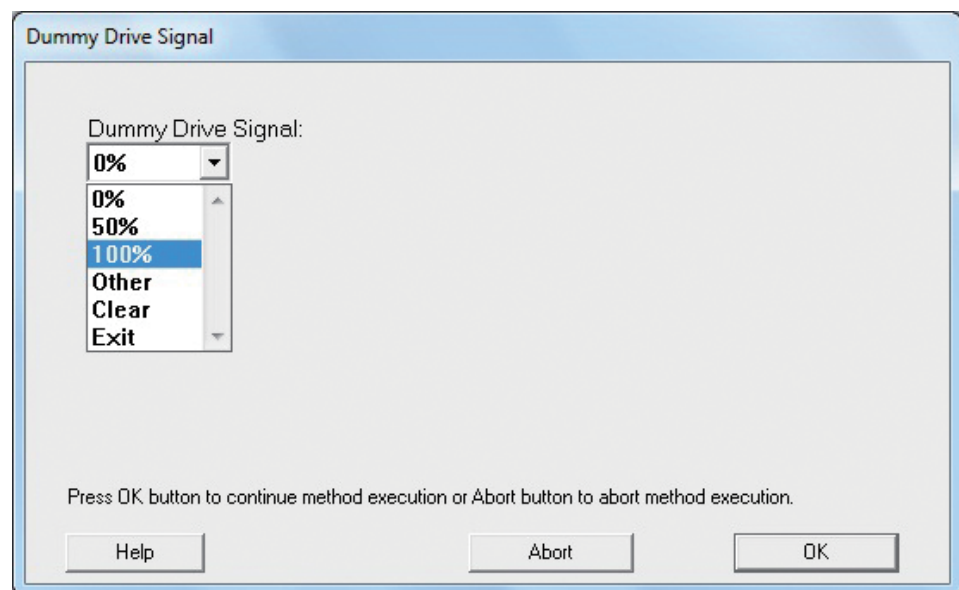 Dummy Drive Signal
Dummy Drive Signal:
0%
0%
50%
100%
Other
Clear
Exit
Press OK button to continue method execution or Abort button to abort method execution.
Help Abort OK